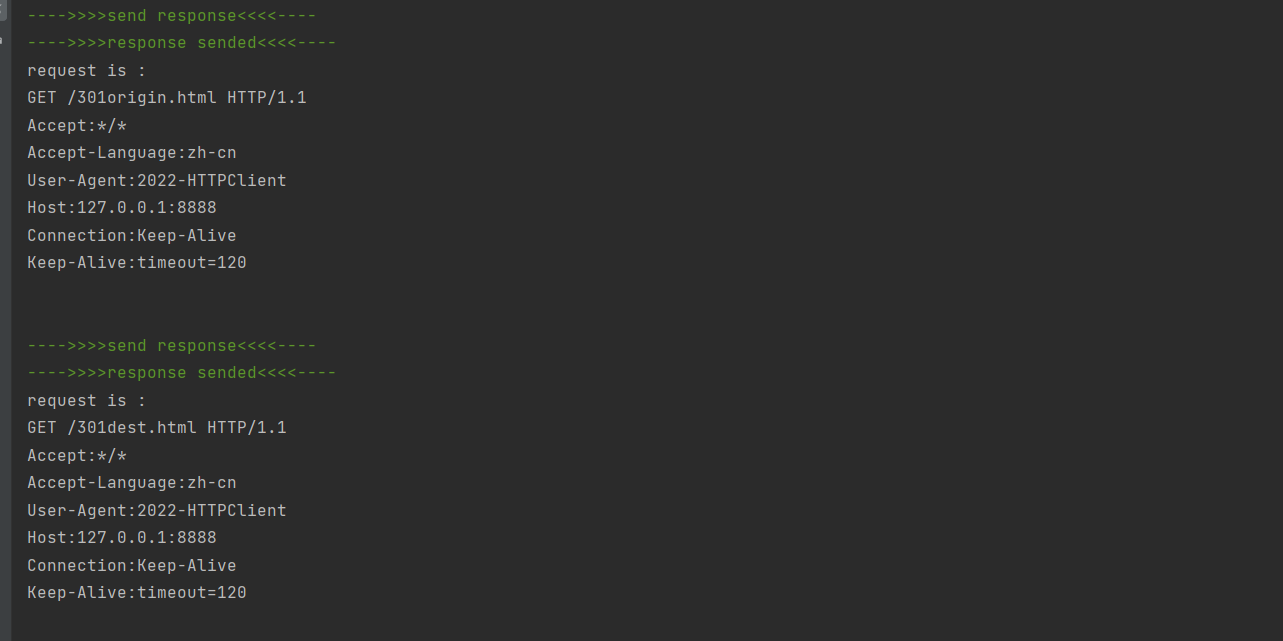 ---->>>>send response<<<<----
---->>>>response sended<<<<----
request is :
GET /301origin.html HTTP/1.1
Accept:*/*
Accept-Language:zh-cn
User-Agent:2022-HTTPClient
Host:127.0.0.1:8888
Connection:Keep-Alive
Keep-Alive:timeout=120
---->>>>send response<<<<----
---->>>>response sended<<<<----
request is :
GET /301dest.html HTTP/1.1
Accept:*/*
Accept-Language:zh-cn
User-Agent:2022-HTTPClient
Host:127.0.0.1:8888
Connection:Keep-Alive
Keep-Alive:timeout=120